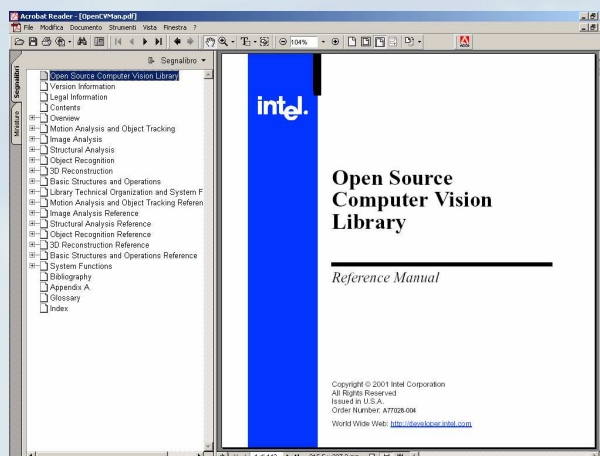 Acrobat Reader - [OpenCVMan.pdf]
File Modifica Documento Strumenti Vista Finestra ?
104%
Adobe
Segnalibro
Segnalibri
Miniature
Open Source Computer Vision Library
Version Information
Legal Information
Contents
Overview
Motion Analysis and Object Tracking
Image Analysis
Structural Analysis
Object Recognition
3D Reconstruction
Basic Structures and Operations
Library Technical Organization and System F
Motion Analysis and Object Tracking Referen
Image Analysis Reference
Structural Analysis Reference
Object Recognition Reference
3D Reconstruction Reference
Basic Structures and Operations Reference
System Functions
Bibliography
Appendix A
Glossary
Index
intel.
Open Source
Computer Vision
Library
Reference Manual
Copyright © 2001 Intel Corporation
All Rights Reserved
Issued in U.S.A.
Order Number: A77028-004
World Wide Web: http://developer.intel.com